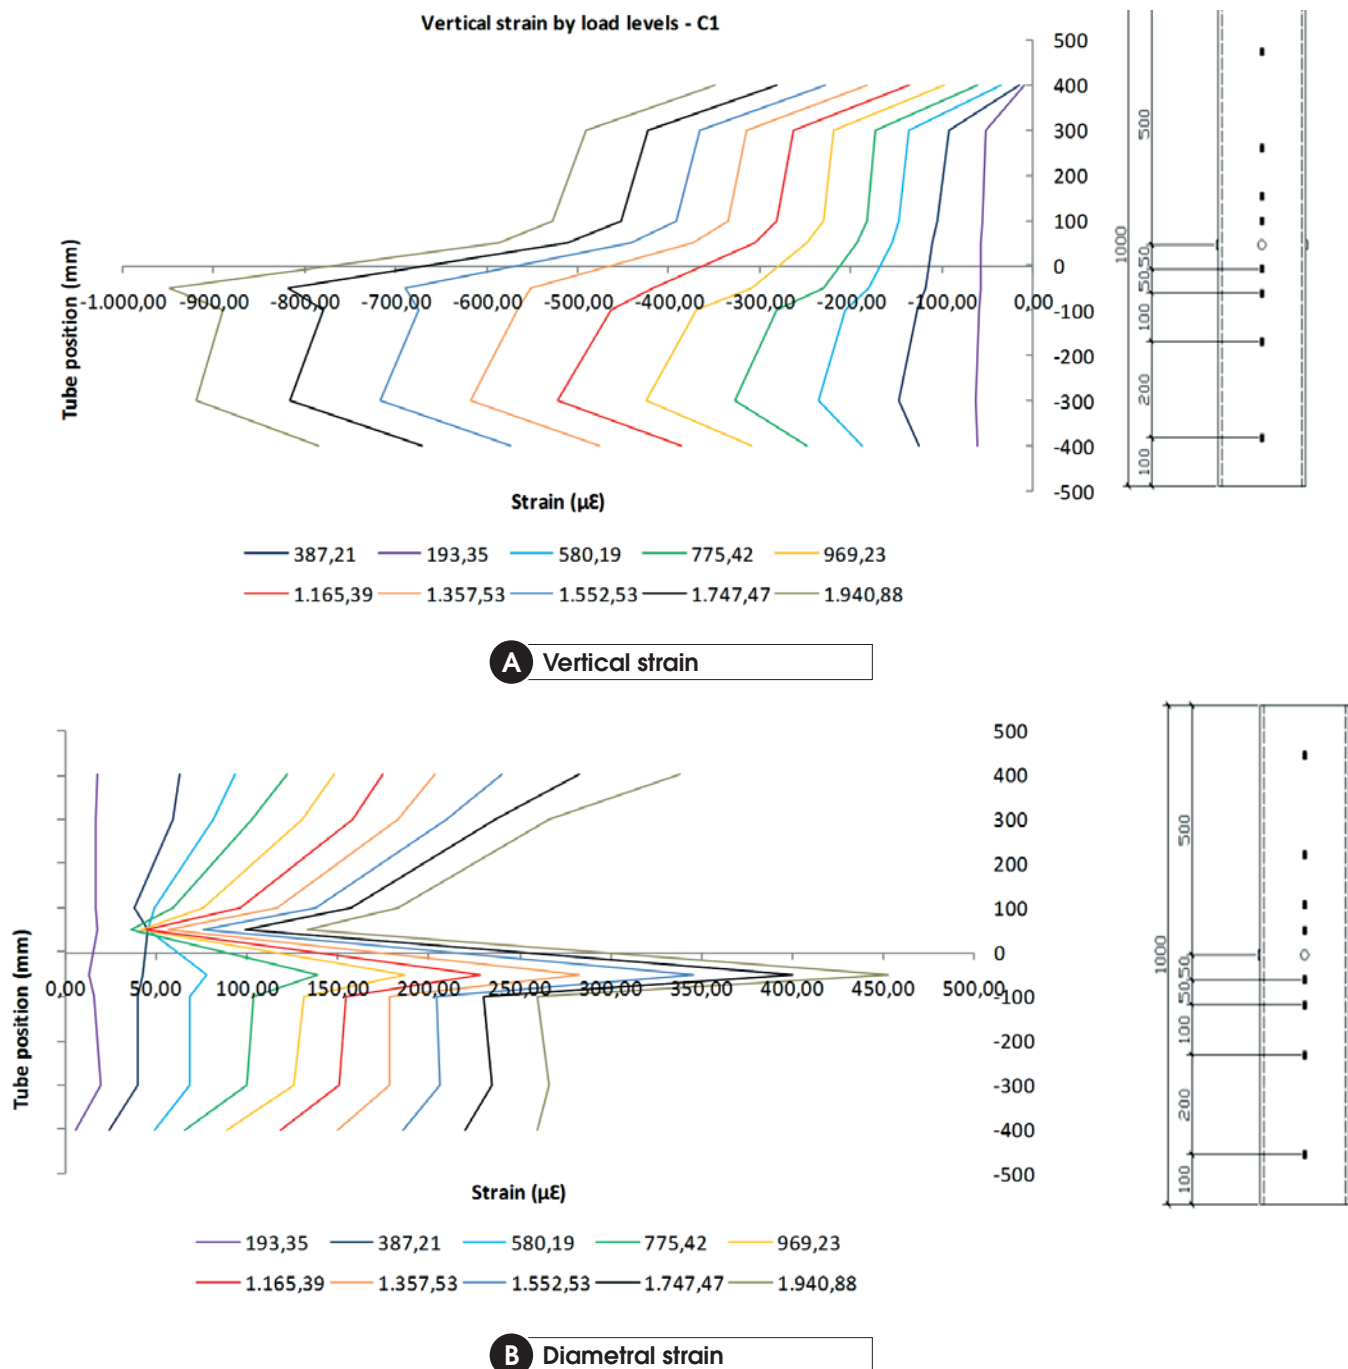 Vertical strain by load levels - C1
500
400
300
200
100
0
-100
-200
-300
-400
-500
-1.000,00 -900,00 -800,00 -700,00 -600,00 -500,00 -400,00 -300,00 -200,00 -100,00 0,00
Tube position (mm)
Strain (με)
387,21 193,35 580,19 775,42 969,23
1.165,39 1.357,53 1.552,53 1.747,47 1.940,88
1000
500
50
50
100
200
100
A Vertical strain
500
400
300
200
100
0
-100
-200
-300
-400
-500
0,00 50,00 100,00 150,00 200,00 250,00 300,00 350,00 400,00 450,00 500,00
Tube position (mm)
Strain (με)
193,35 387,21 580,19 775,42 969,23
1.165,39 1.357,53 1.552,53 1.747,47 1.940,88
1000
500
50
50
100
200
100
B Diametral strain